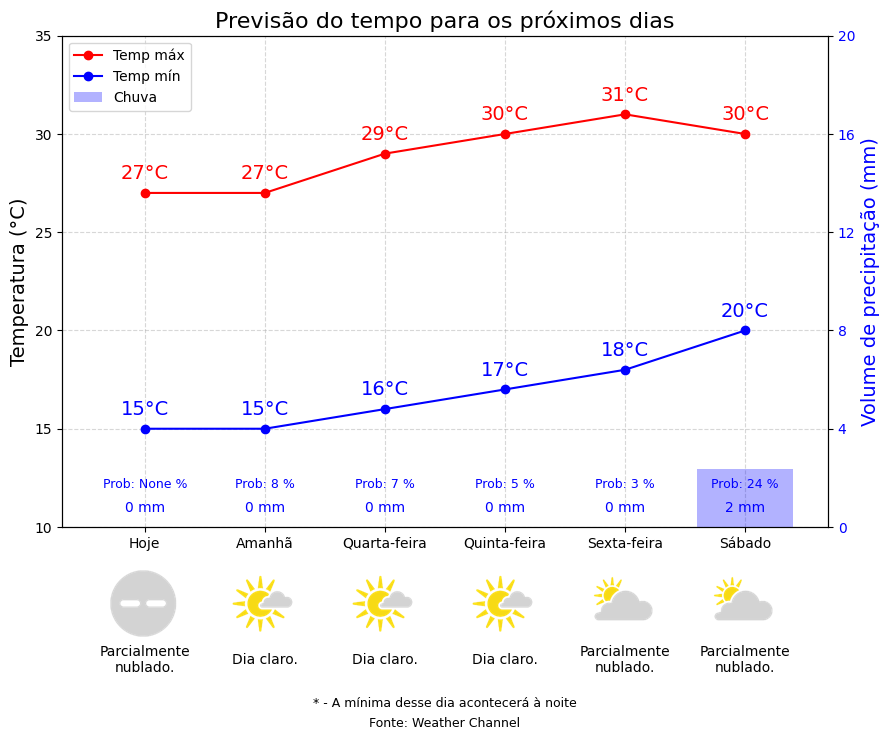 Previsão do tempo para os próximos dias
Temp máx
Temp mín
Chuva
Temperatura (°C)
35
30
25
20
15
10
Volume de precipitação (mm)
20
16
12
8
4
0
27°C 27°C 29°C 30°C 31°C 30°C
15°C 15°C 16°C 17°C 18°C 20°C
Prob: None % Prob: 8 % Prob: 7 % Prob: 5 % Prob: 3 % Prob: 24 %
0 mm 0 mm 0 mm 0 mm 0 mm 2 mm
Hoje Amanhã Quarta-feira Quinta-feira Sexta-feira Sábado
Parcialmente
nublado.
Dia claro.
Dia claro.
Dia claro.
Parcialmente
nublado.
Parcialmente
nublado.
* - A mínima desse dia acontecerá à noite
Fonte: Weather Channel